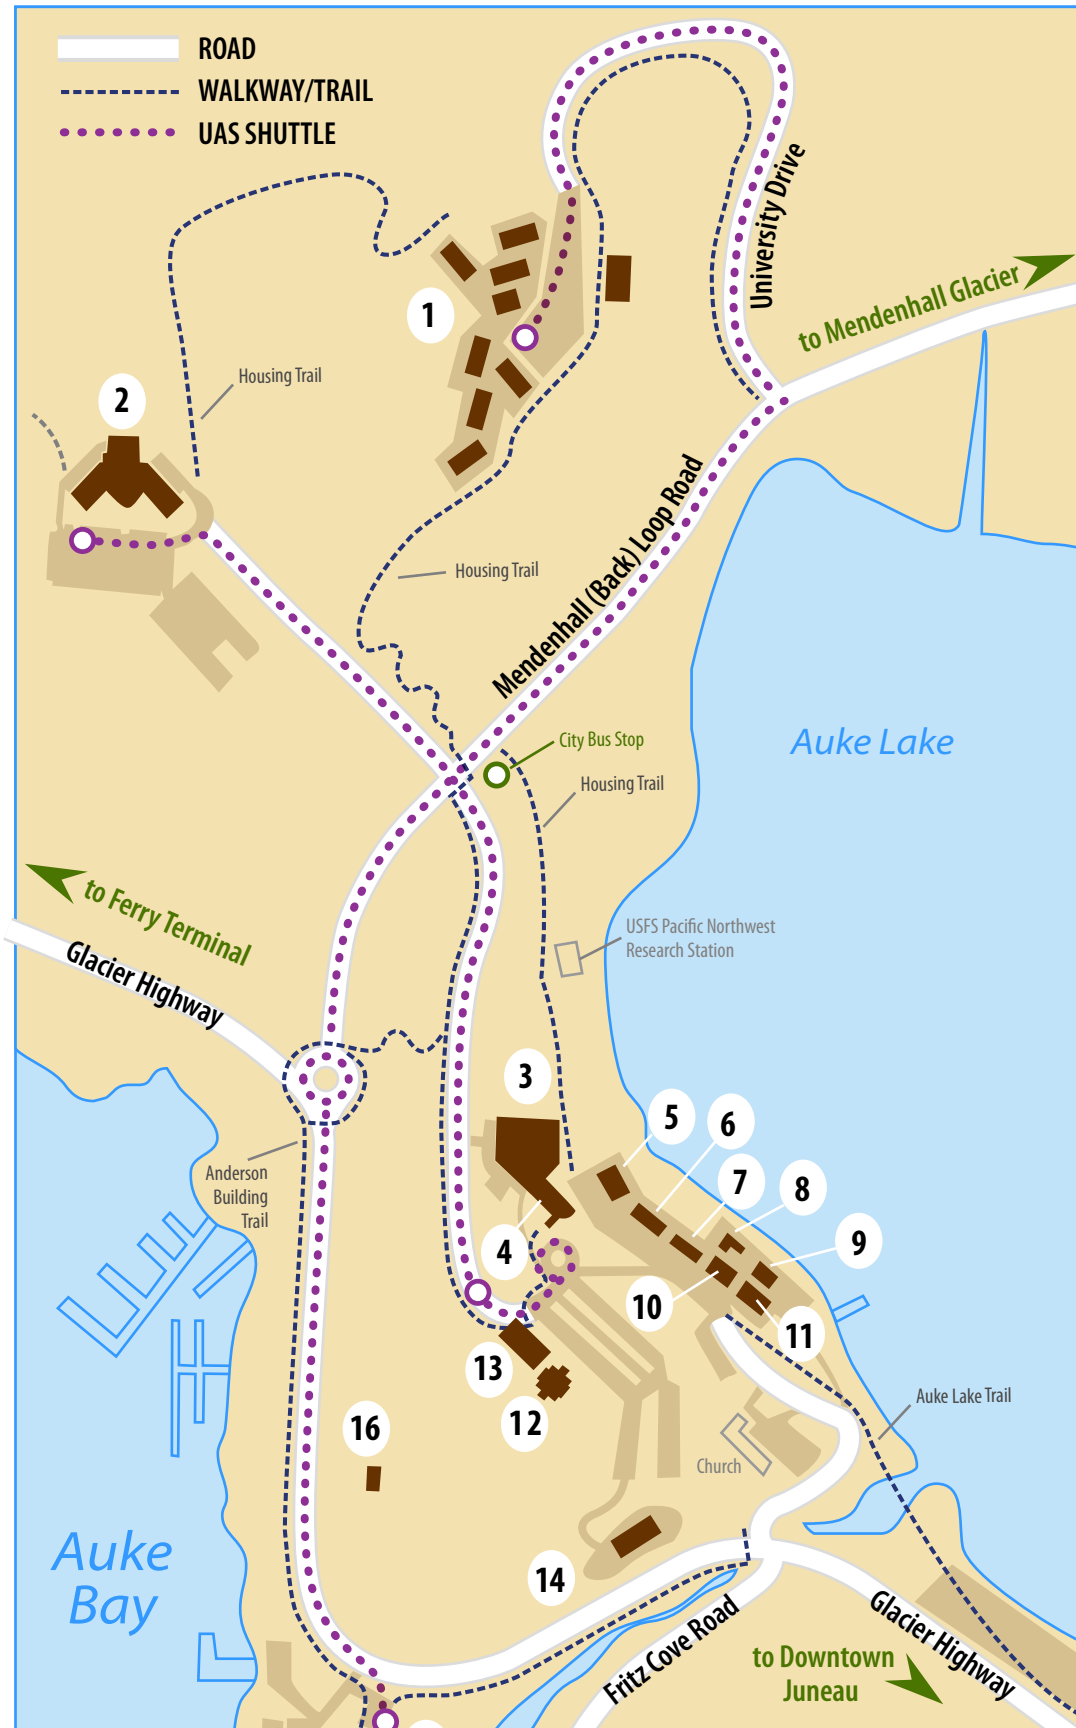 ROAD
WALKWAY/TRAIL
UAS SHUTTLE
University Drive
to Mendenhall Glacier
1
Housing Trail
2
Mendenhall (Back) Loop Road
Housing Trail
City Bus Stop
Auke Lake
Housing Trail
to Ferry Terminal
Glacier Highway
USFS Pacific Northwest
Research Station
3
5
6
7
8
Anderson
Building
Trail
4
9
10
11
13
12
Auke Lake Trail
16
Church
Auke
Bay
14
Glacier Highway
Fritz Cove Road
to Downtown
Juneau